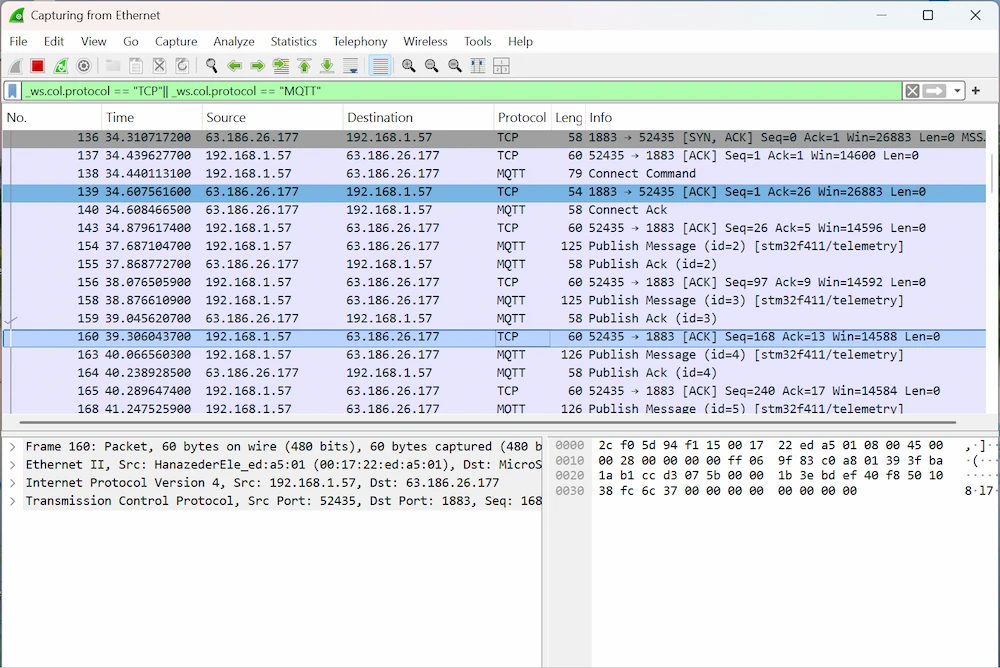 Capturing from Ethernet
File Edit View Go Capture Analyze Statistics Telephony Wireless Tools Help
_ws.col.protocol == "TCP"|| _ws.col.protocol == "MQTT"
No. Time Source Destination Protocol Leng Info
136 34.310717200 63.186.26.177 192.168.1.57 TCP 58 1883 → 52435 [SYN, ACK] Seq=0 Ack=1 Win=26883 Len=0 MSS
137 34.439627700 192.168.1.57 63.186.26.177 TCP 60 52435 → 1883 [ACK] Seq=1 Ack=1 Win=14600 Len=0
138 34.440113100 192.168.1.57 63.186.26.177 MQTT 79 Connect Command
139 34.607561600 63.186.26.177 192.168.1.57 TCP 54 1883 → 52435 [ACK] Seq=1 Ack=26 Win=26883 Len=0
140 34.608466500 63.186.26.177 192.168.1.57 MQTT 58 Connect Ack
143 34.879617400 192.168.1.57 63.186.26.177 TCP 60 52435 → 1883 [ACK] Seq=26 Ack=5 Win=14596 Len=0
154 37.687104700 192.168.1.57 63.186.26.177 MQTT 125 Publish Message (id=2) [stm32f411/telemetry]
155 37.868772700 63.186.26.177 192.168.1.57 MQTT 58 Publish Ack (id=2)
156 38.076505900 192.168.1.57 63.186.26.177 TCP 60 52435 → 1883 [ACK] Seq=97 Ack=9 Win=14592 Len=0
158 38.876610900 192.168.1.57 63.186.26.177 MQTT 125 Publish Message (id=3) [stm32f411/telemetry]
159 39.045620700 63.186.26.177 192.168.1.57 MQTT 58 Publish Ack (id=3)
160 39.306043700 192.168.1.57 63.186.26.177 TCP 60 52435 → 1883 [ACK] Seq=168 Ack=13 Win=14588 Len=0
163 40.066560300 192.168.1.57 63.186.26.177 MQTT 126 Publish Message (id=4) [stm32f411/telemetry]
164 40.238928500 63.186.26.177 192.168.1.57 MQTT 58 Publish Ack (id=4)
165 40.289647400 192.168.1.57 63.186.26.177 TCP 60 52435 → 1883 [ACK] Seq=240 Ack=17 Win=14584 Len=0
168 41.247525900 192.168.1.57 63.186.26.177 MQTT 126 Publish Message (id=5) [stm32f411/telemetry]
Frame 160: Packet, 60 bytes on wire (480 bits), 60 bytes captured (480 b
Ethernet II, Src: HanazederEle_ed:a5:01 (00:17:22:ed:a5:01), Dst: MicroS
Internet Protocol Version 4, Src: 192.168.1.57, Dst: 63.186.26.177
Transmission Control Protocol, Src Port: 52435, Dst Port: 1883, Seq: 168
0000 2c f0 5d 94 f1 15 00 17 22 ed a5 01 08 00 45 00 ,·]·
0010 00 28 00 00 00 00 ff 06 9f 83 c0 a8 01 39 3f ba ·(··
0020 1a b1 cc d3 07 5b 00 00 1b 3e bd ef 40 f8 50 10 ····
0030 38 fc 6c 37 00 00 00 00 00 00 00 00 8·l7